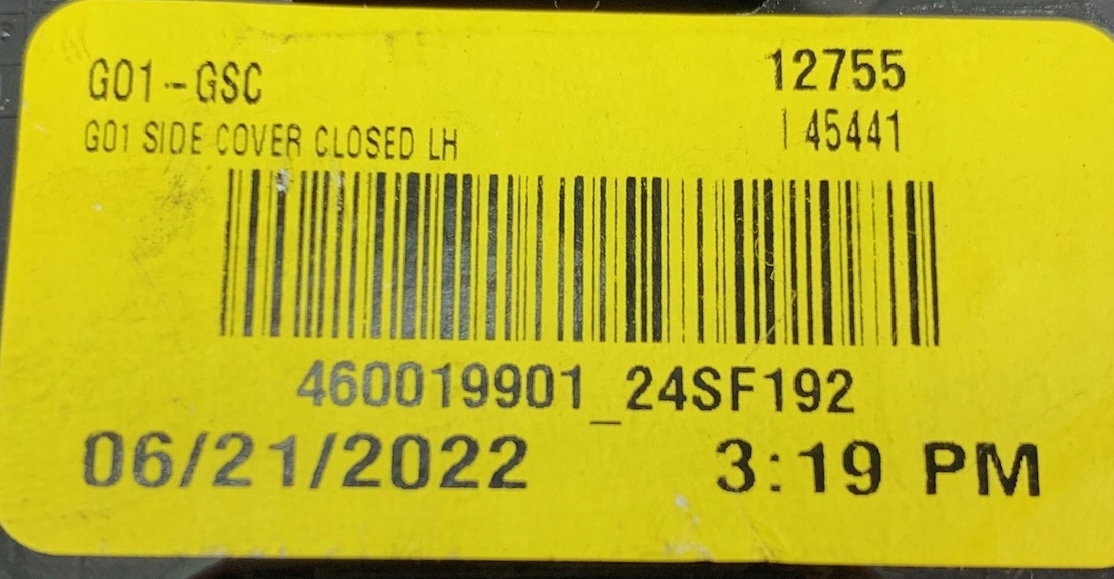 G01-GSC 12755
G01 SIDE COVER CLOSED LH 145441
460019901_24SF192
06/21/2022 3:19 PM